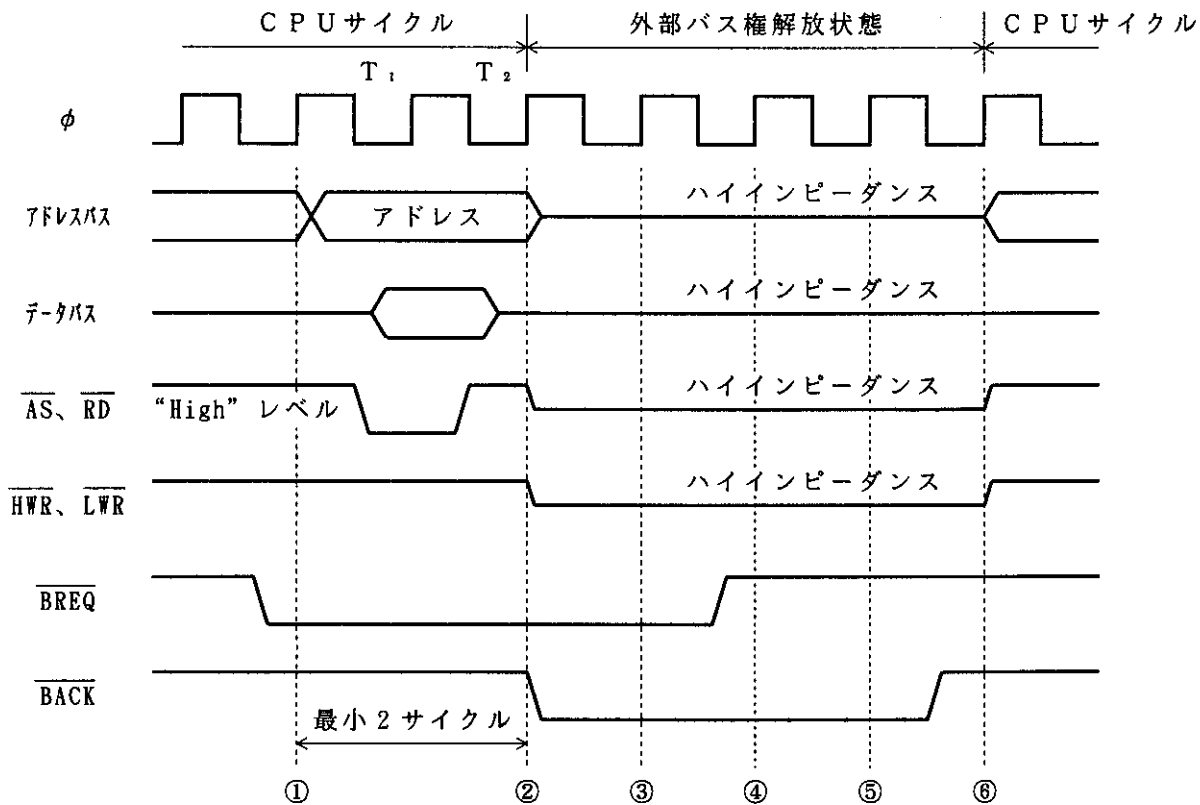 CPUサイクル 外部バス権解放状態 CPUサイクル
T₁ T₂
φ
アドレスバス アドレス ハイインピーダンス
データバス ハイインピーダンス
AS、RD “High”レベル ハイインピーダンス
HWR、LWR ハイインピーダンス
BREQ
BACK
最小2サイクル
① ② ③ ④ ⑤ ⑥